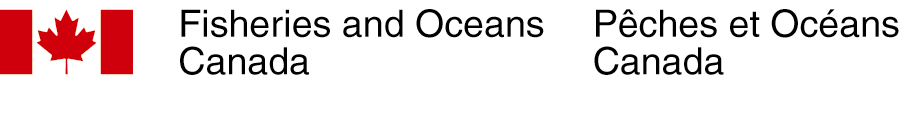 Fisheries and Oceans
Canada
Pêches et Océans
Canada